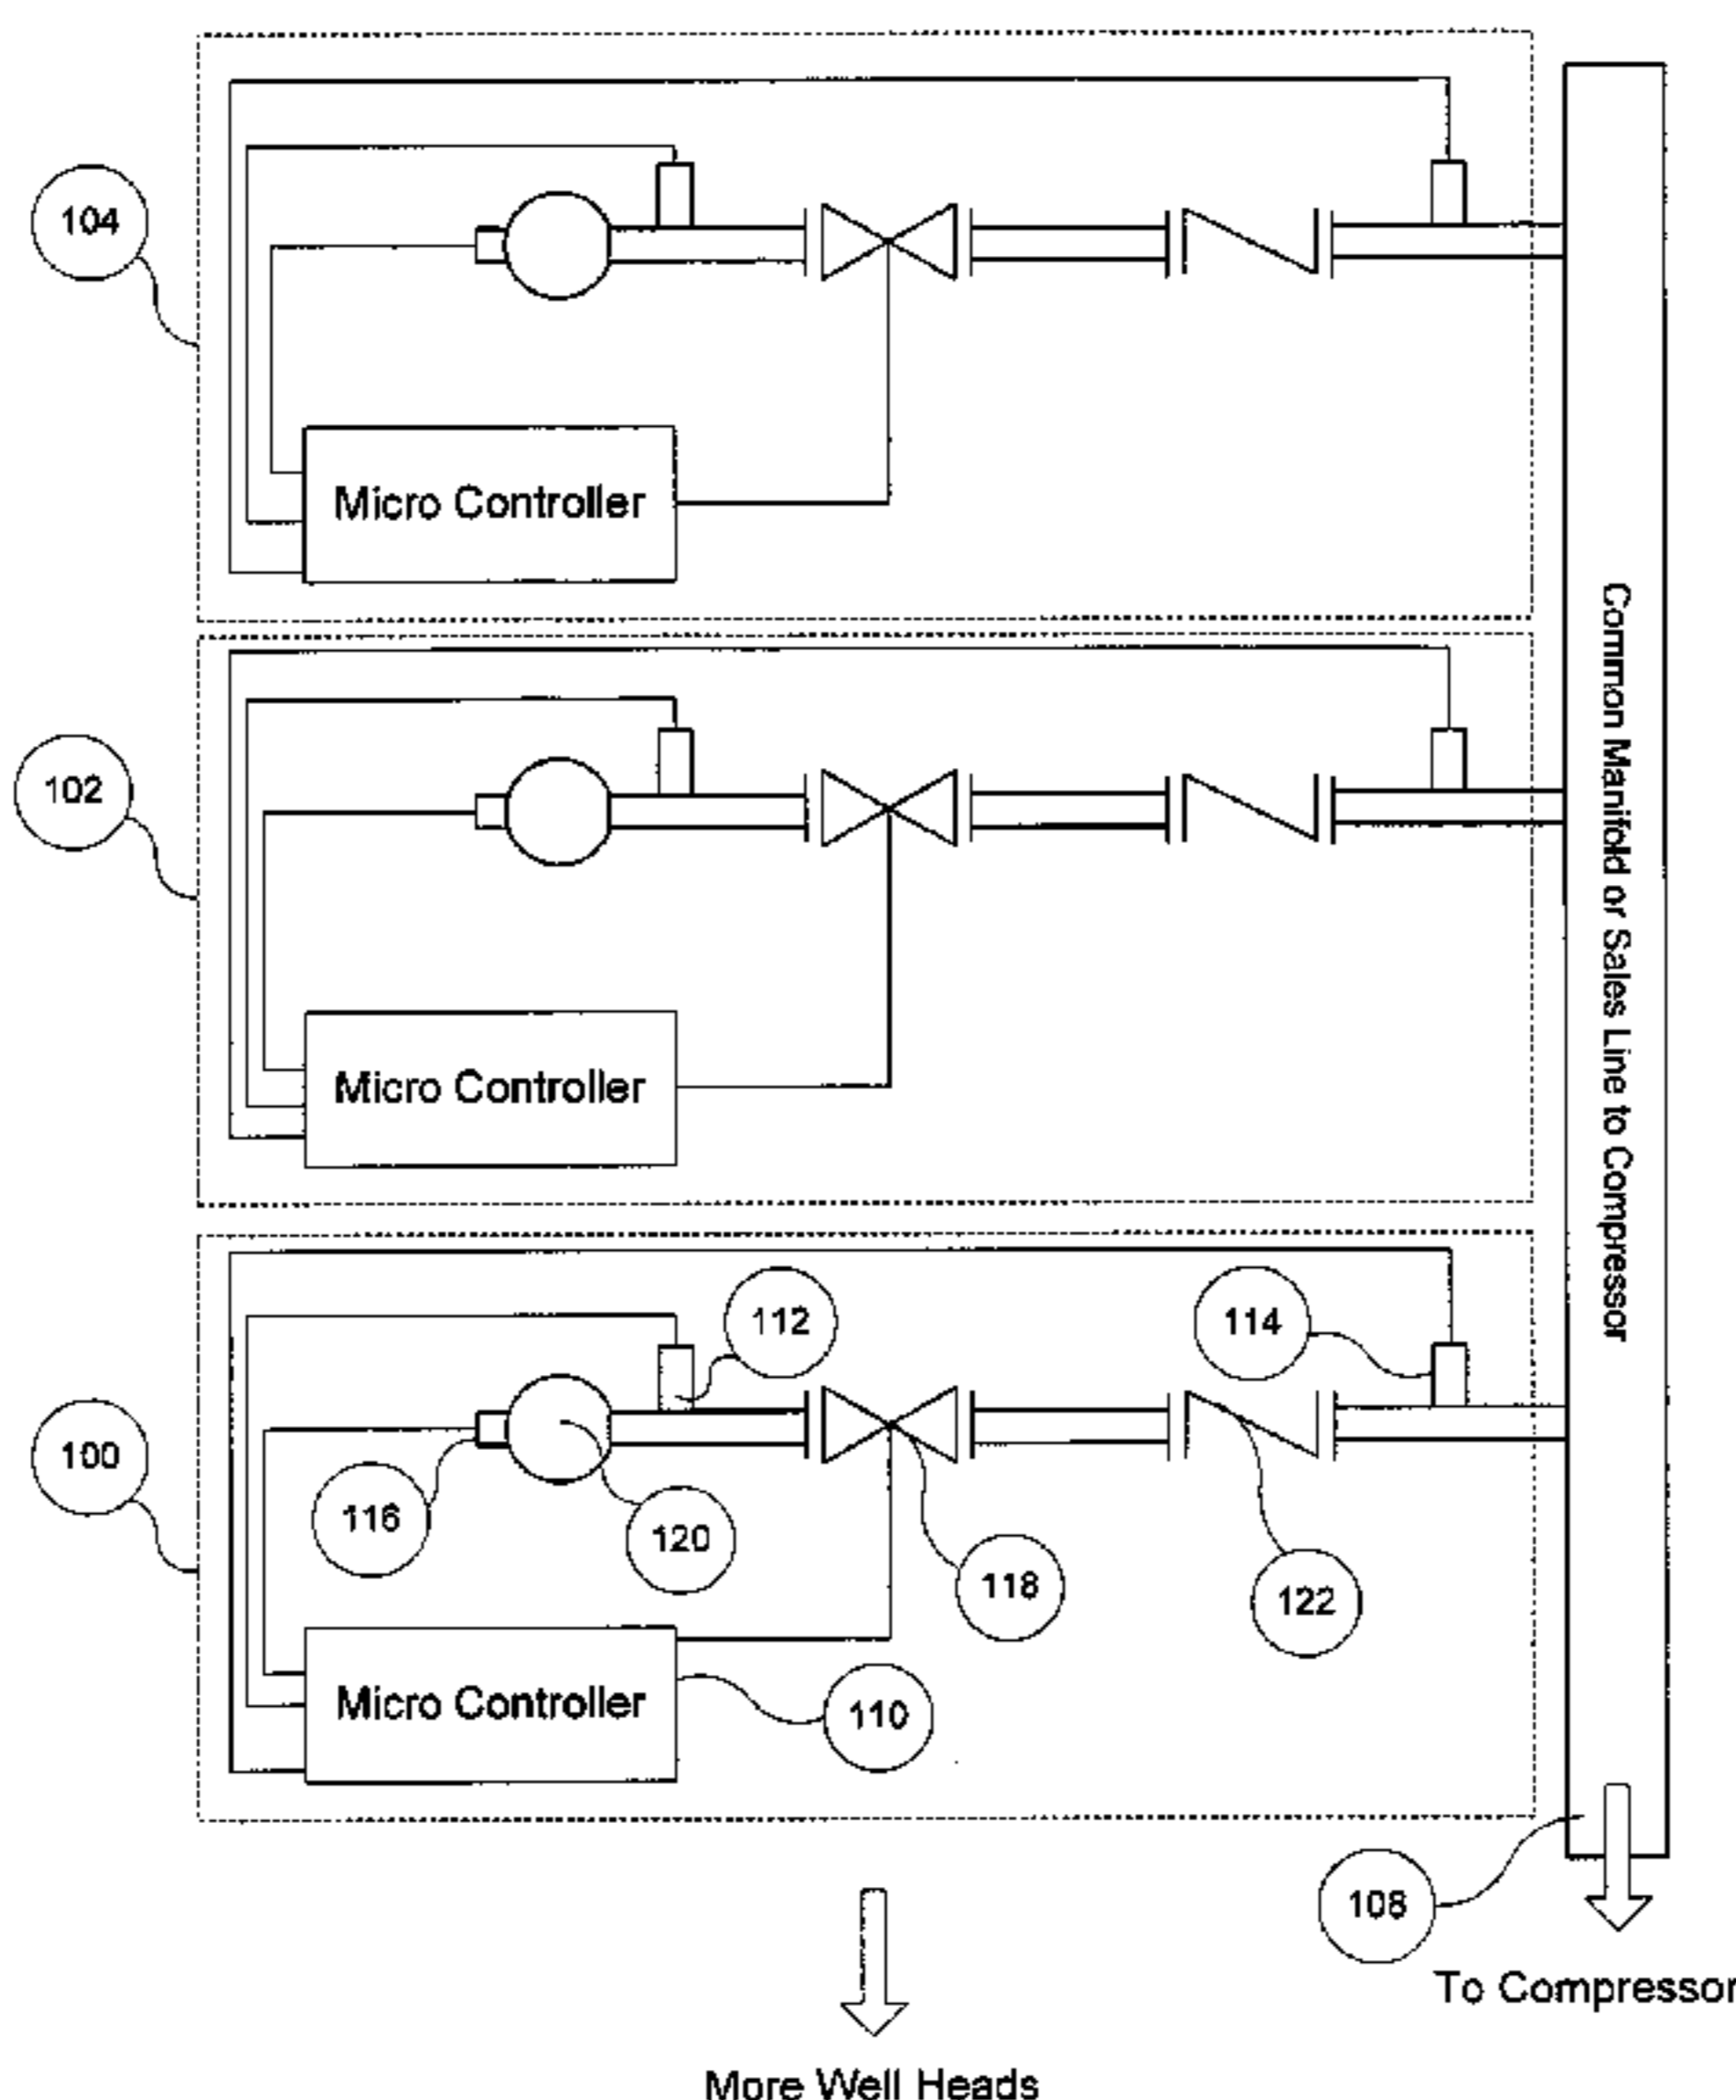 104
Micro Controller
102
Micro Controller
Common Manifold or Sales Line to Compressor
112
114
100
116
120
118
122
Micro Controller
110
108
To Compressor
More Well Heads